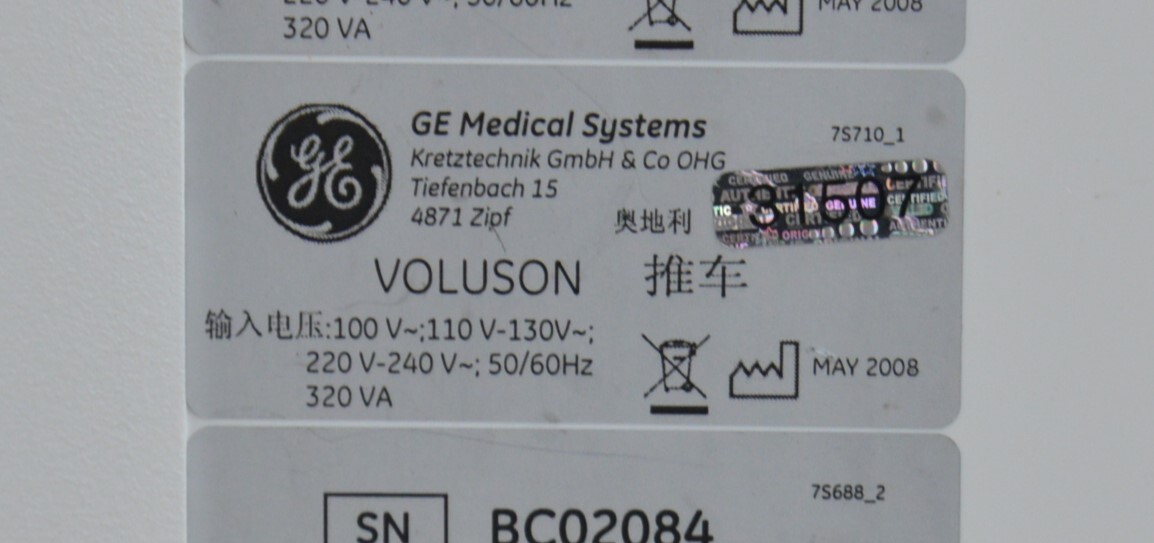 320 VA
MAY 2008
GE
GE Medical Systems
7S710_1
Kretztechnik GmbH & Co OHG
Tiefenbach 15
4871 Zipf
奥地利
31507
VOLUSON 推车
输入电压:100 V~;110 V-130V~;
220 V-240 V~; 50/60Hz
320 VA
MAY 2008
7S688_2
SN BC02084